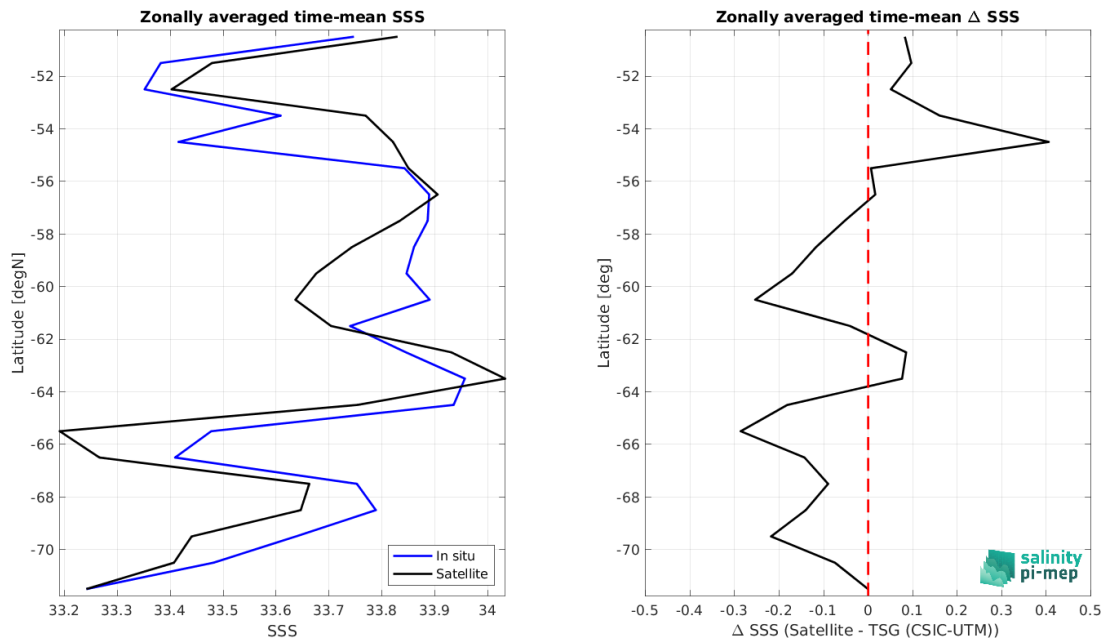 Zonally averaged time-mean SSS
-52
-54
-56
-58
-60
-62
-64
-66
-68
-70
Latitude [degN]
In situ
Satellite
33.2 33.3 33.4 33.5 33.6 33.7 33.8 33.9 34
SSS
Zonally averaged time-mean Δ SSS
-52
-54
-56
-58
-60
-62
-64
-66
-68
-70
Latitude [deg]
salinity
pi-mep
-0.5 -0.4 -0.3 -0.2 -0.1 0 0.1 0.2 0.3 0.4 0.5
Δ SSS (Satellite - TSG (CSIC-UTM))